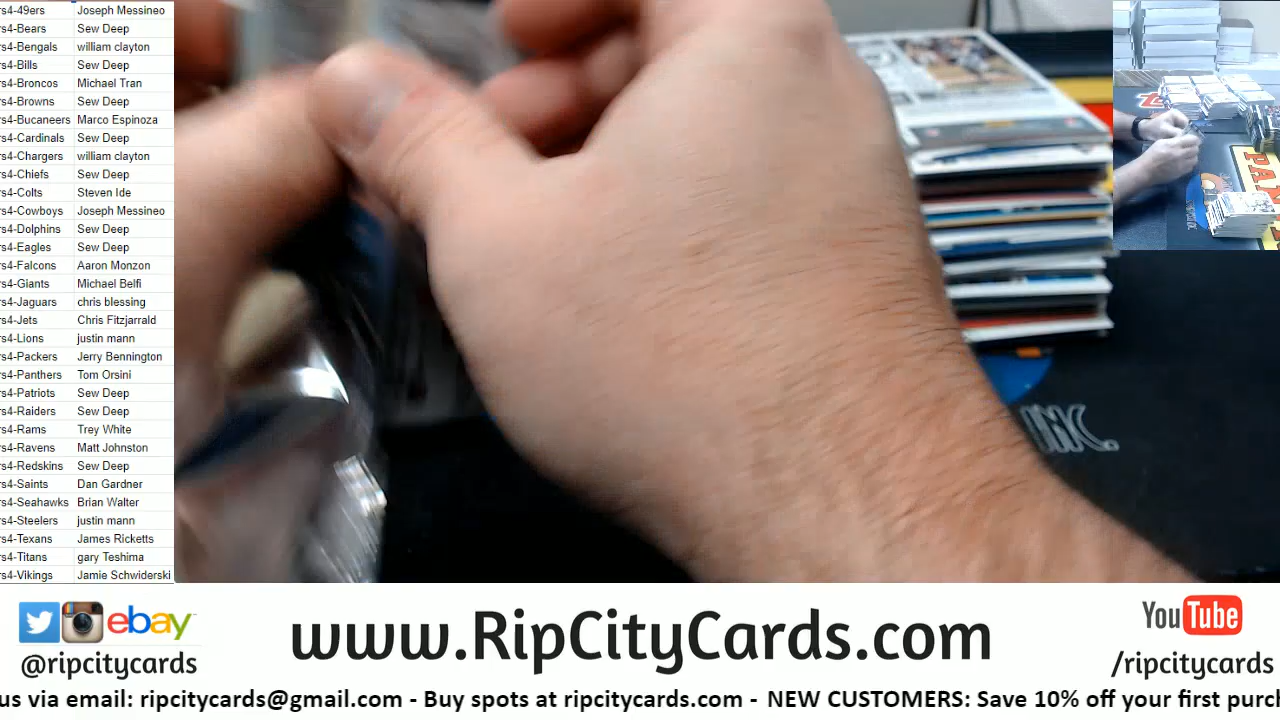 rs4-49ers Joseph Messineo
rs4-Bears Sew Deep
rs4-Bengals william clayton
rs4-Bills Sew Deep
rs4-Broncos Michael Tran
rs4-Browns Sew Deep
rs4-Bucaneers Marco Espinoza
rs4-Cardinals Sew Deep
rs4-Chargers william clayton
rs4-Chiefs Sew Deep
rs4-Colts Steven Ide
rs4-Cowboys Joseph Messineo
rs4-Dolphins Sew Deep
rs4-Eagles Sew Deep
rs4-Falcons Aaron Monzon
rs4-Giants Michael Belfi
rs4-Jaguars chris blessing
rs4-Jets Chris Fitzjarrald
rs4-Lions justin mann
rs4-Packers Jerry Bennington
rs4-Panthers Tom Orsini
rs4-Patriots Sew Deep
rs4-Raiders Sew Deep
rs4-Rams Trey White
rs4-Ravens Matt Johnston
rs4-Redskins Sew Deep
rs4-Saints Dan Gardner
rs4-Seahawks Brian Walter
rs4-Steelers justin mann
rs4-Texans James Ricketts
rs4-Titans gary Teshima
rs4-Vikings Jamie Schwiderski
INC.
ebay
@ripcitycards
www.RipCityCards.com
YouTube
/ripcitycards
us via email: ripcitycards@gmail.com - Buy spots at ripcitycards.com - NEW CUSTOMERS: Save 10% off your first purch